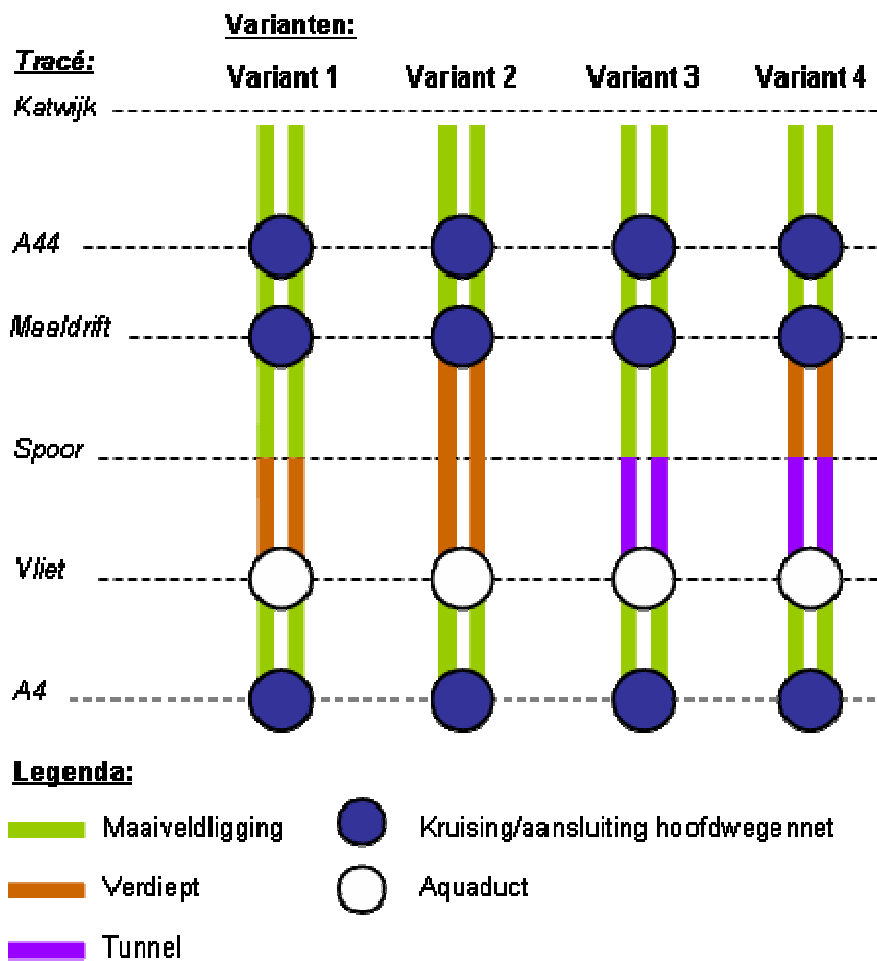 Varianten:
Tracé:
Variant 1 Variant 2 Variant 3 Variant 4
Katwijk
A44
Maaldrift
Spoor
Vliet
A4
Legenda:
Maaiveldligging Kruising/aansluiting hoofdwegennet
Verdiept Aquaduct
Tunnel